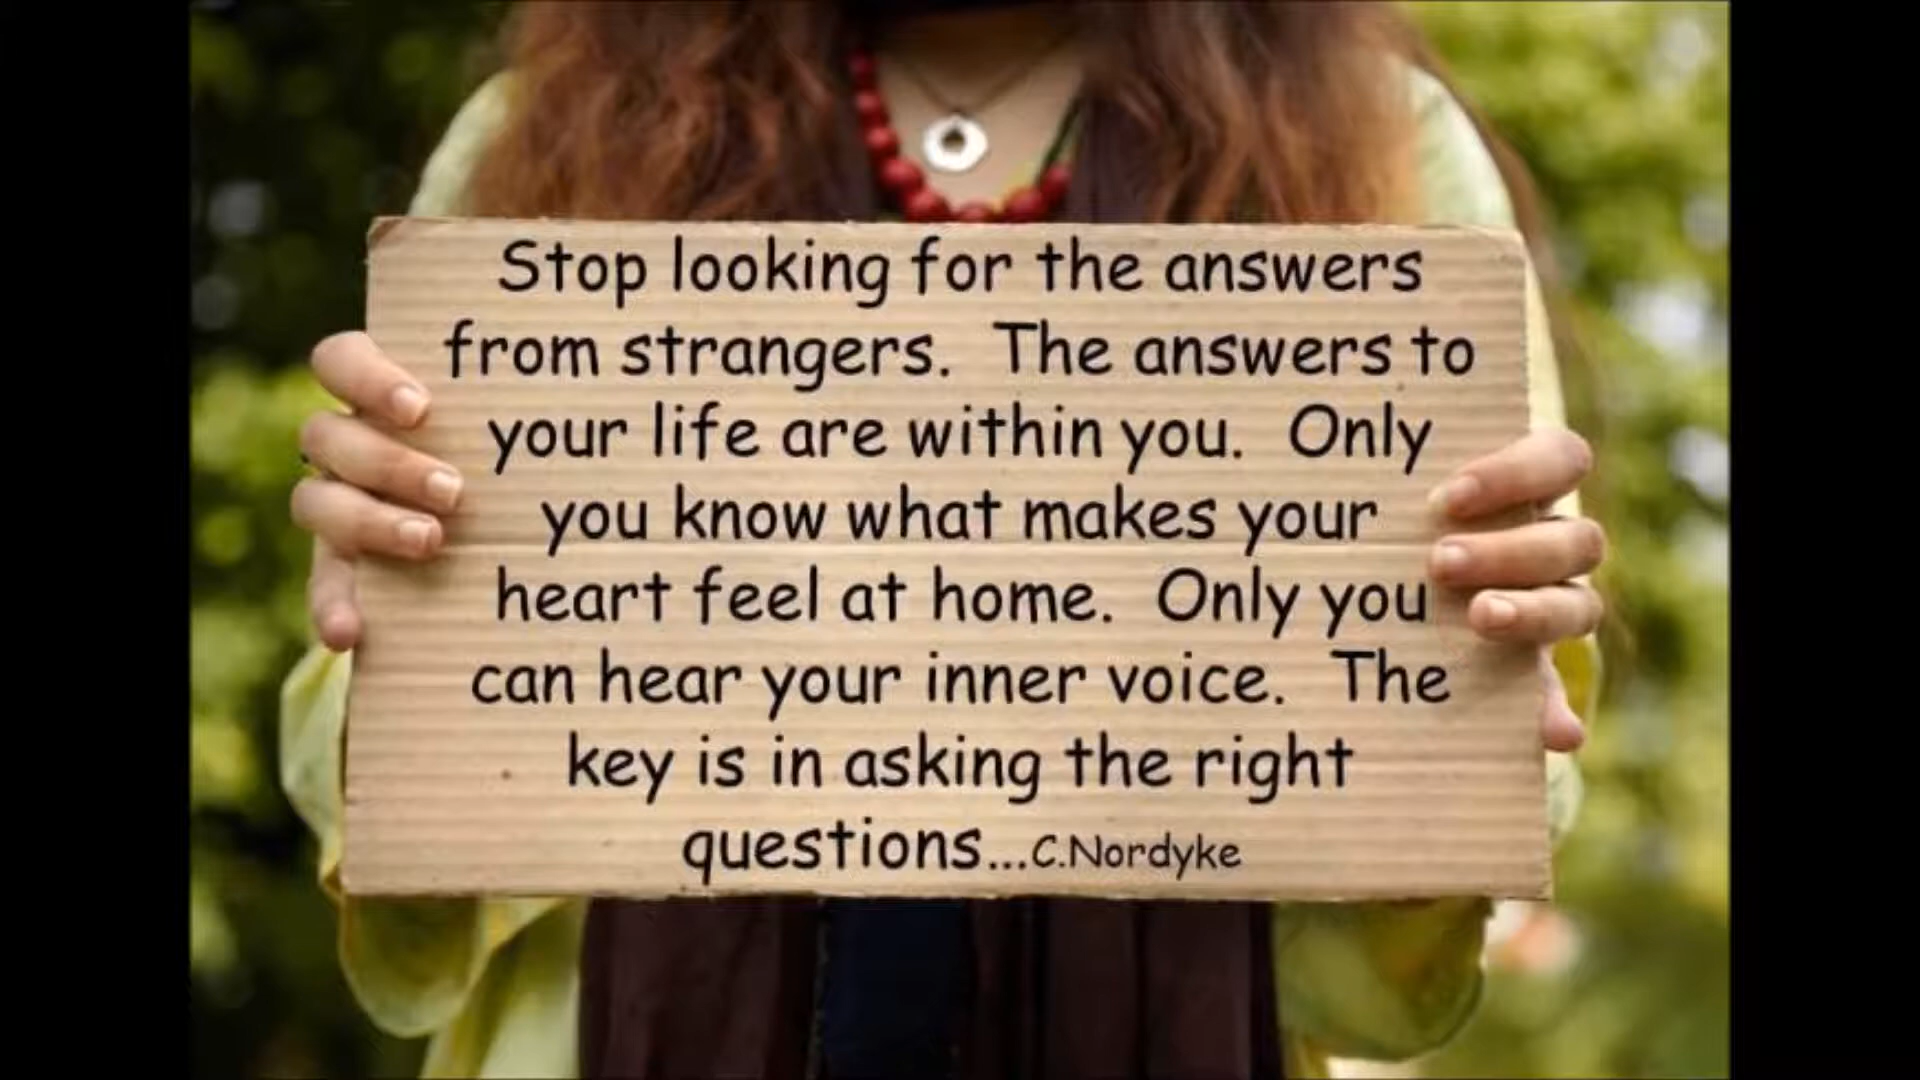 Stop looking for the answers
from strangers. The answers to
your life are within you. Only
you know what makes your
heart feel at home. Only you
can hear your inner voice. The
key is in asking the right
questions...C.Nordyke